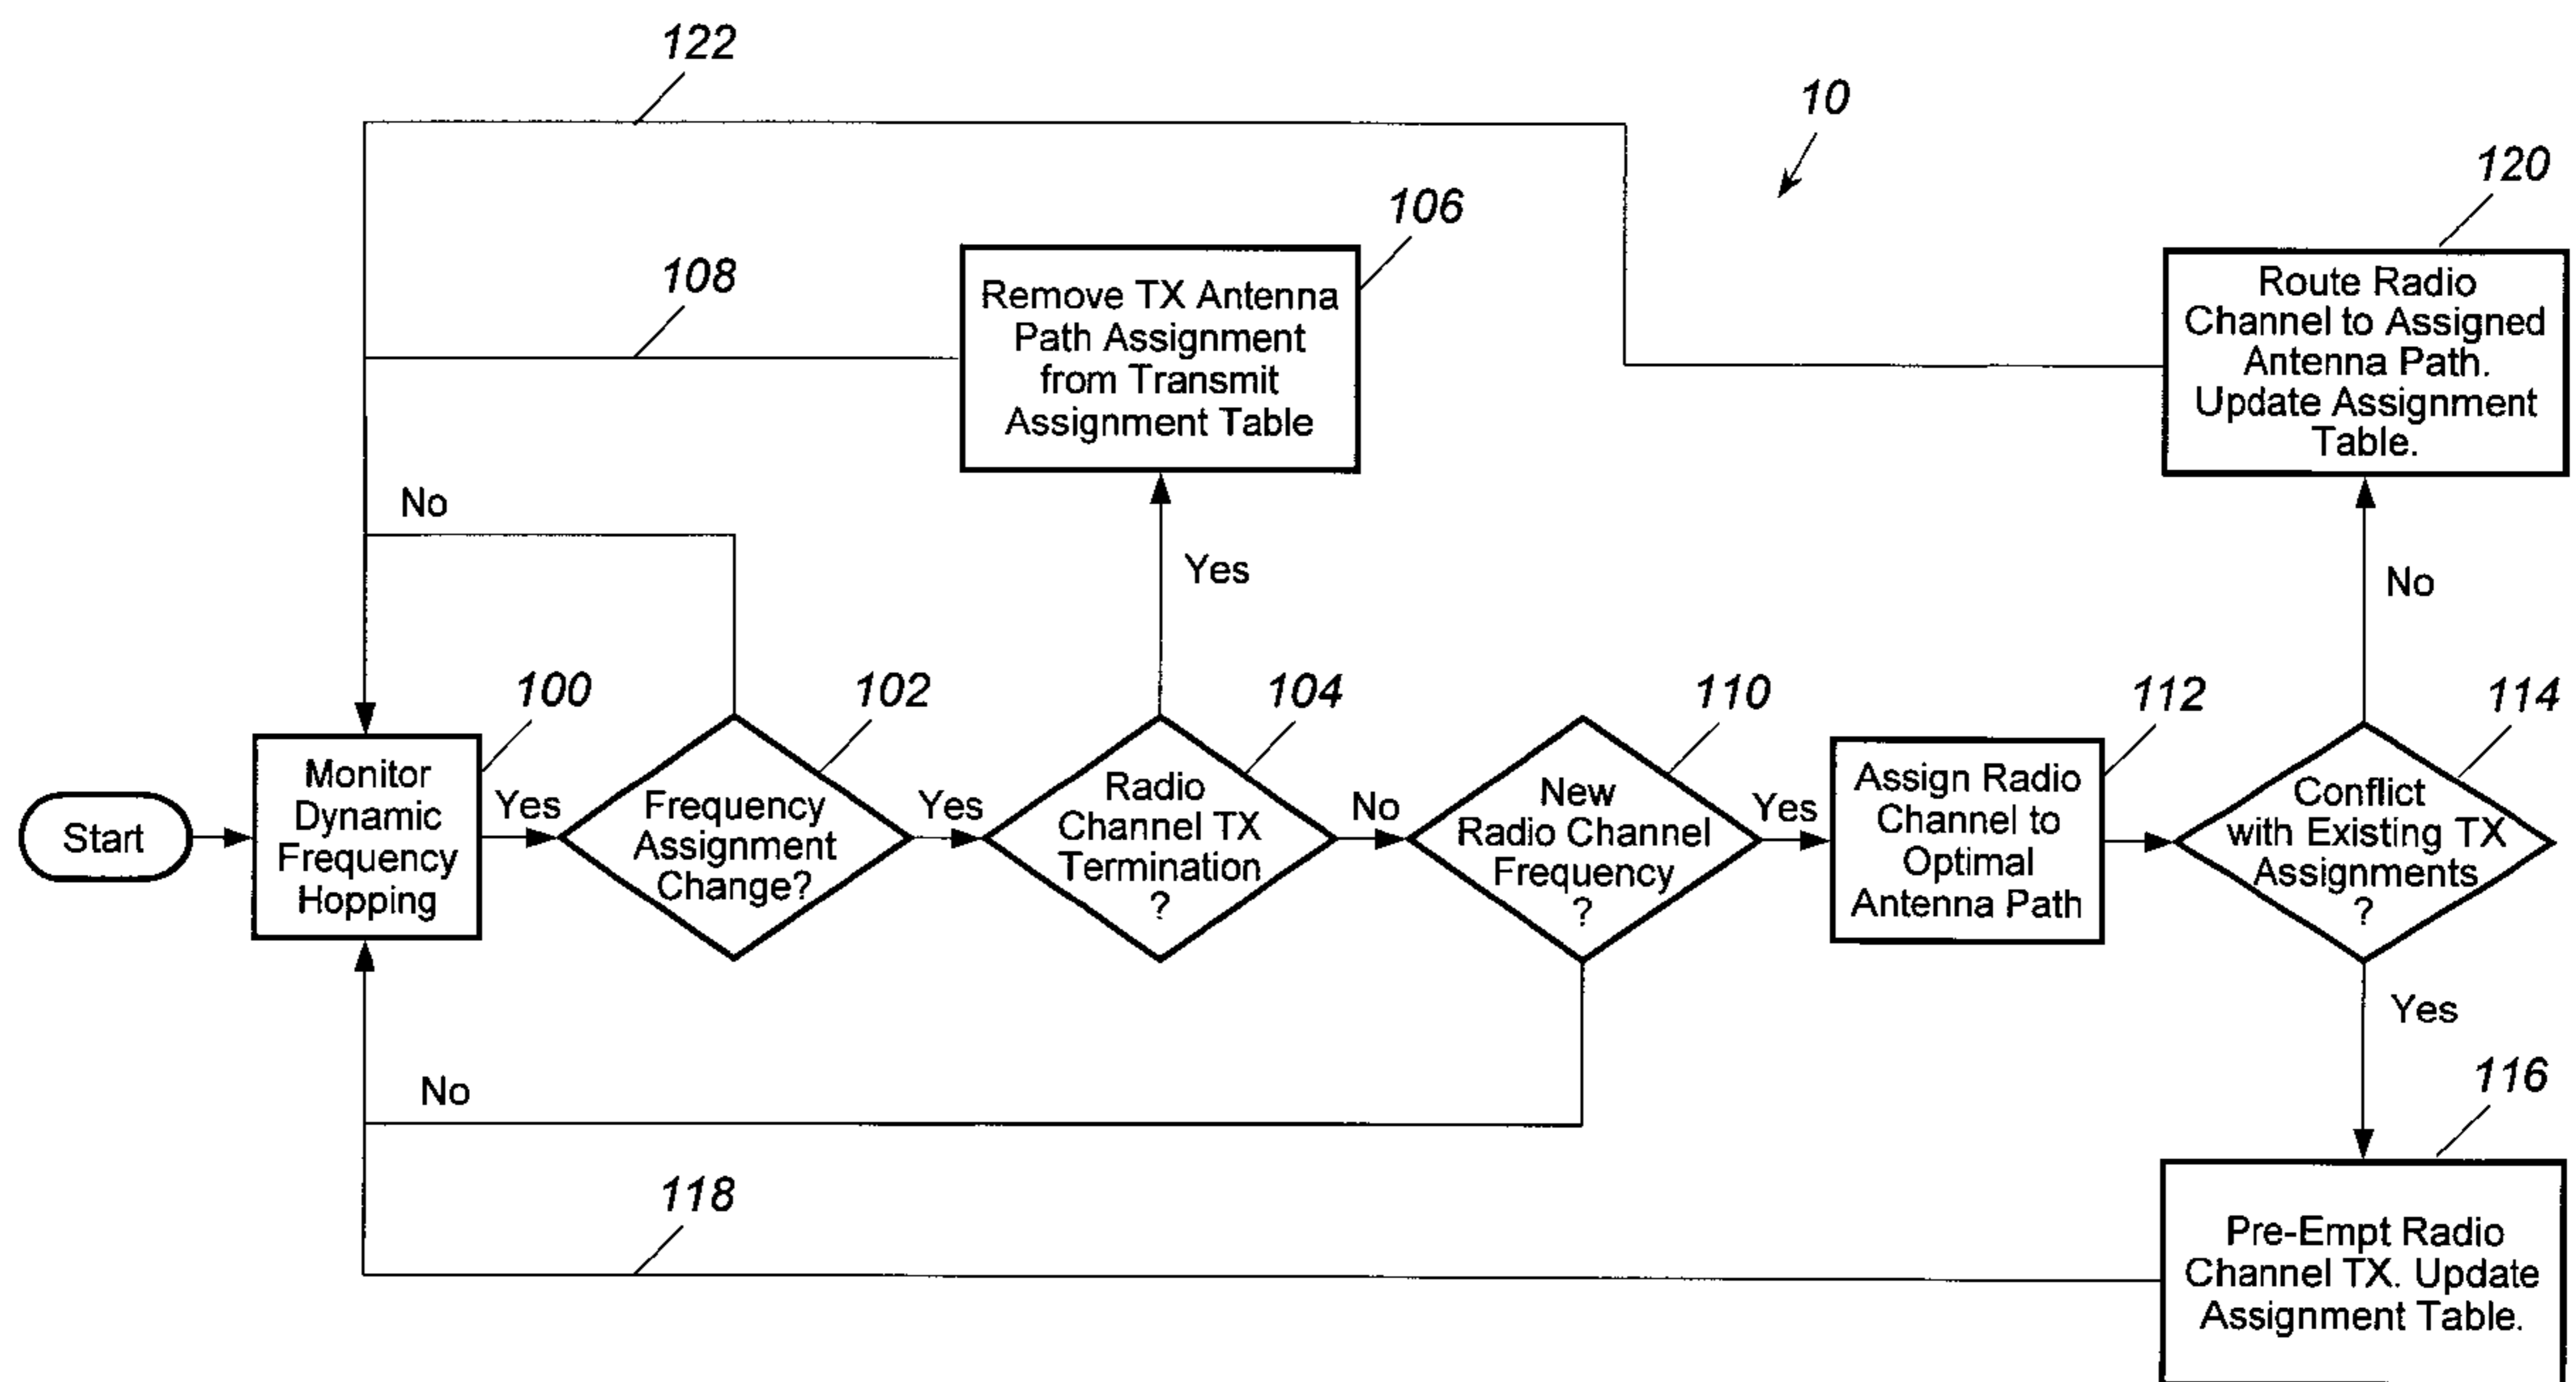 122
10
120
106
108
Remove TX Antenna
Path Assignment
from Transmit
Assignment Table
Route Radio
Channel to Assigned
Antenna Path.
Update Assignment
Table.
No
Yes
No
100
102
104
110
112
114
Start
Monitor
Dynamic
Frequency
Hopping
Yes
Frequency
Assignment
Change?
Yes
Radio
Channel TX
Termination
?
No
New
Radio Channel
Frequency
?
Yes
Assign Radio
Channel to
Optimal
Antenna Path
Conflict
with Existing TX
Assignments
?
Yes
No
116
118
Pre-Empt Radio
Channel TX. Update
Assignment Table.